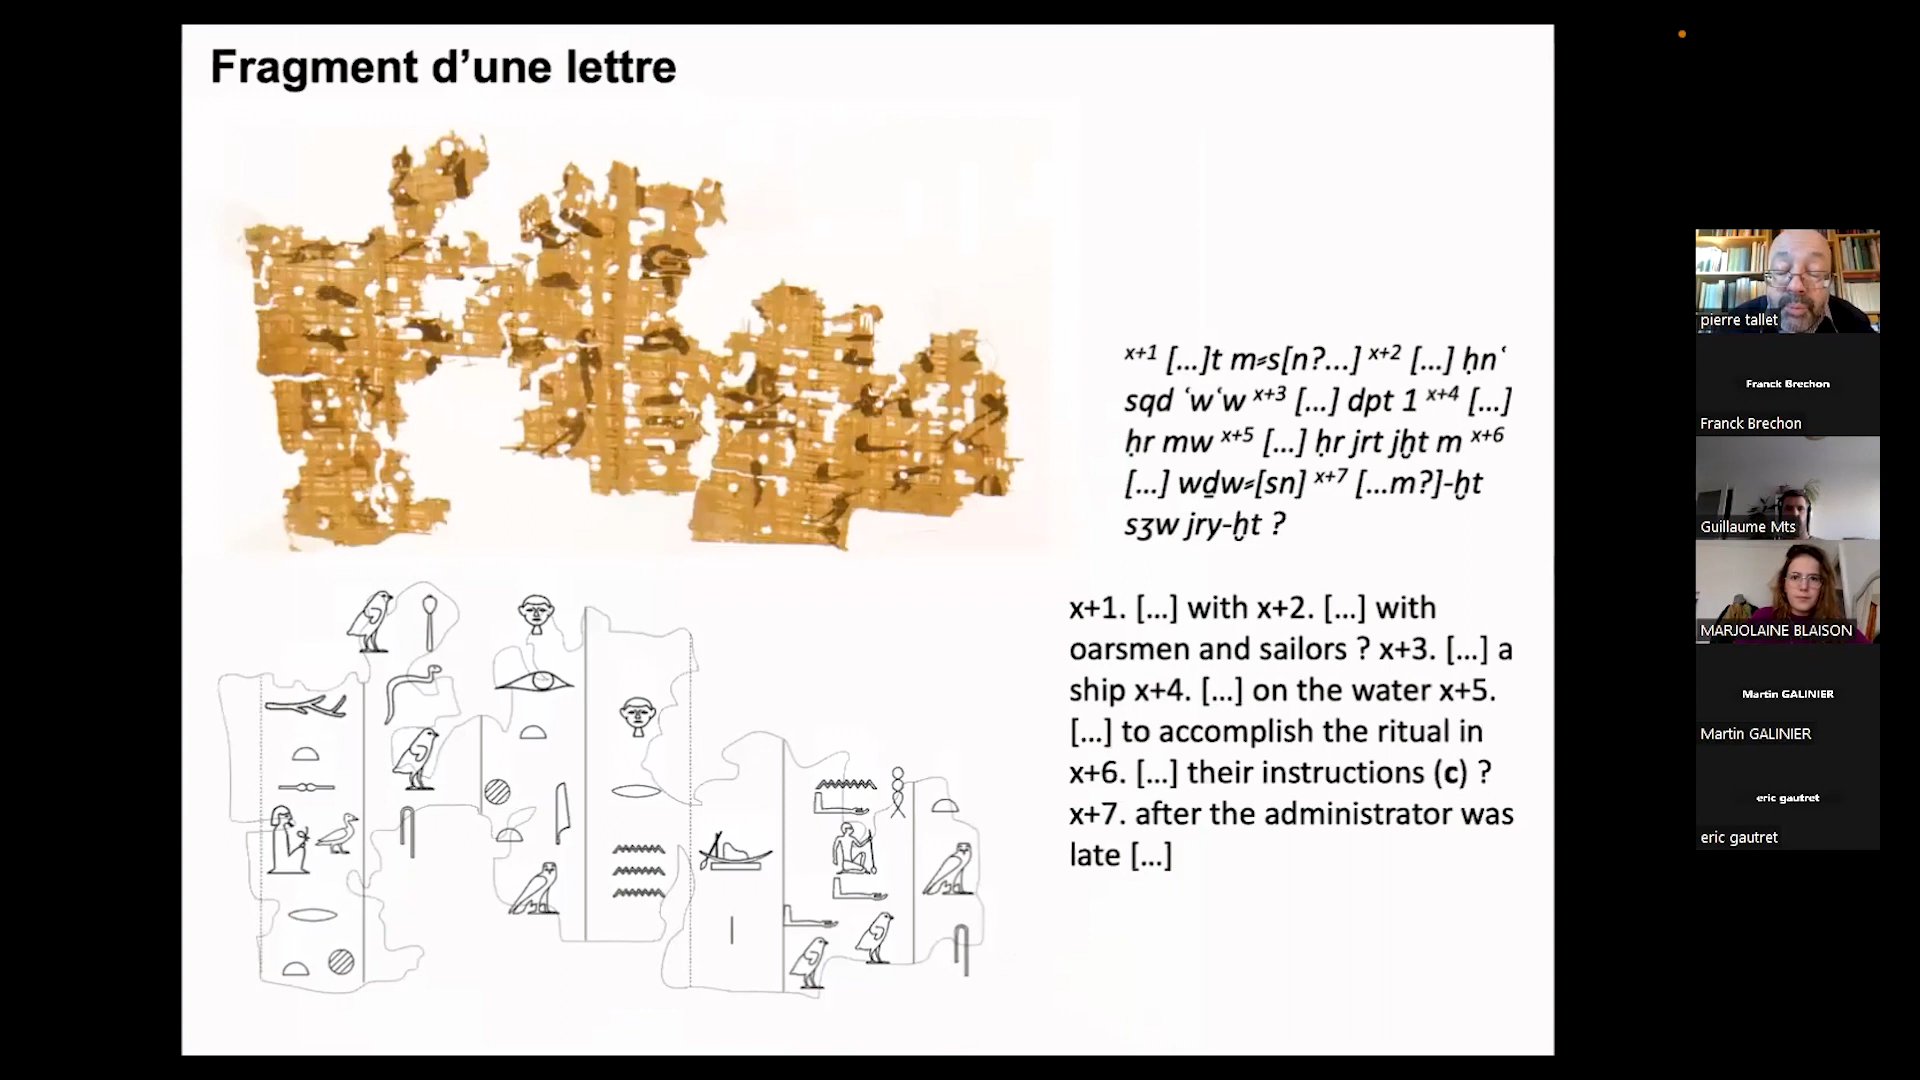 Fragment d’une lettre
x+1 […]t m⸗s[n?...] x+2 […] ḥnʿ
sqd ʿwʿw x+3 […] dpt 1 x+4 […]
ḥr mw x+5 […] ḥr jrt jḫt m x+6
[…] wḏw⸗[sn] x+7 […m?]-ḫt
sꜣw jry-ḫt ?
x+1. […] with x+2. […] with
oarsmen and sailors ? x+3. […] a
ship x+4. […] on the water x+5.
[…] to accomplish the ritual in
x+6. […] their instructions (c) ?
x+7. after the administrator was
late […]
pierre tallet
Franck Brechon
Franck Brechon
Guillaume Mts
MARJOLAINE BLAISON
Martin GALINIER
Martin GALINIER
eric gautret
eric gautret